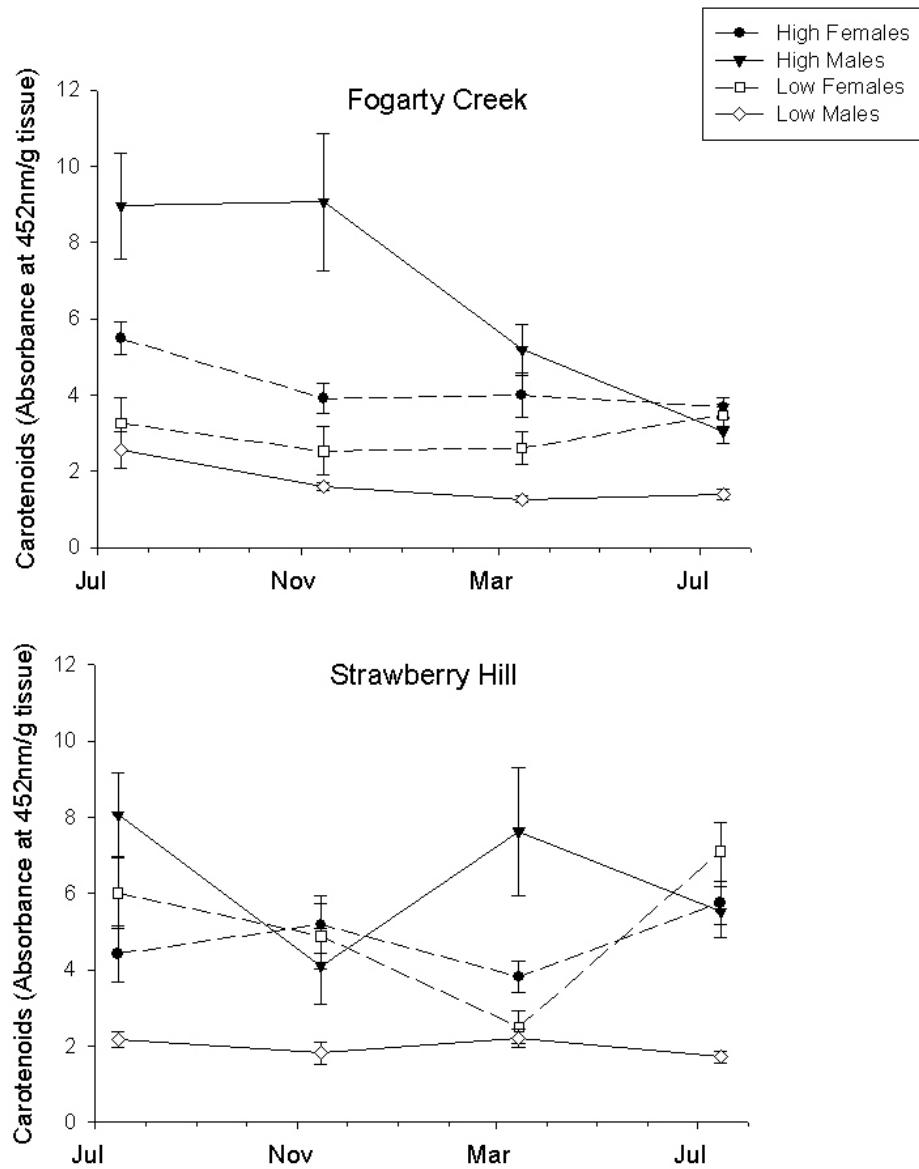 High Females
High Males
Low Females
Low Males
Fogarty Creek
Carotenoids (Absorbance at 452nm/g tissue)
12
10
8
6
4
2
0
Jul Nov Mar Jul
Strawberry Hill
Carotenoids (Absorbance at 452nm/g tissue)
12
10
8
6
4
2
0
Jul Nov Mar Jul